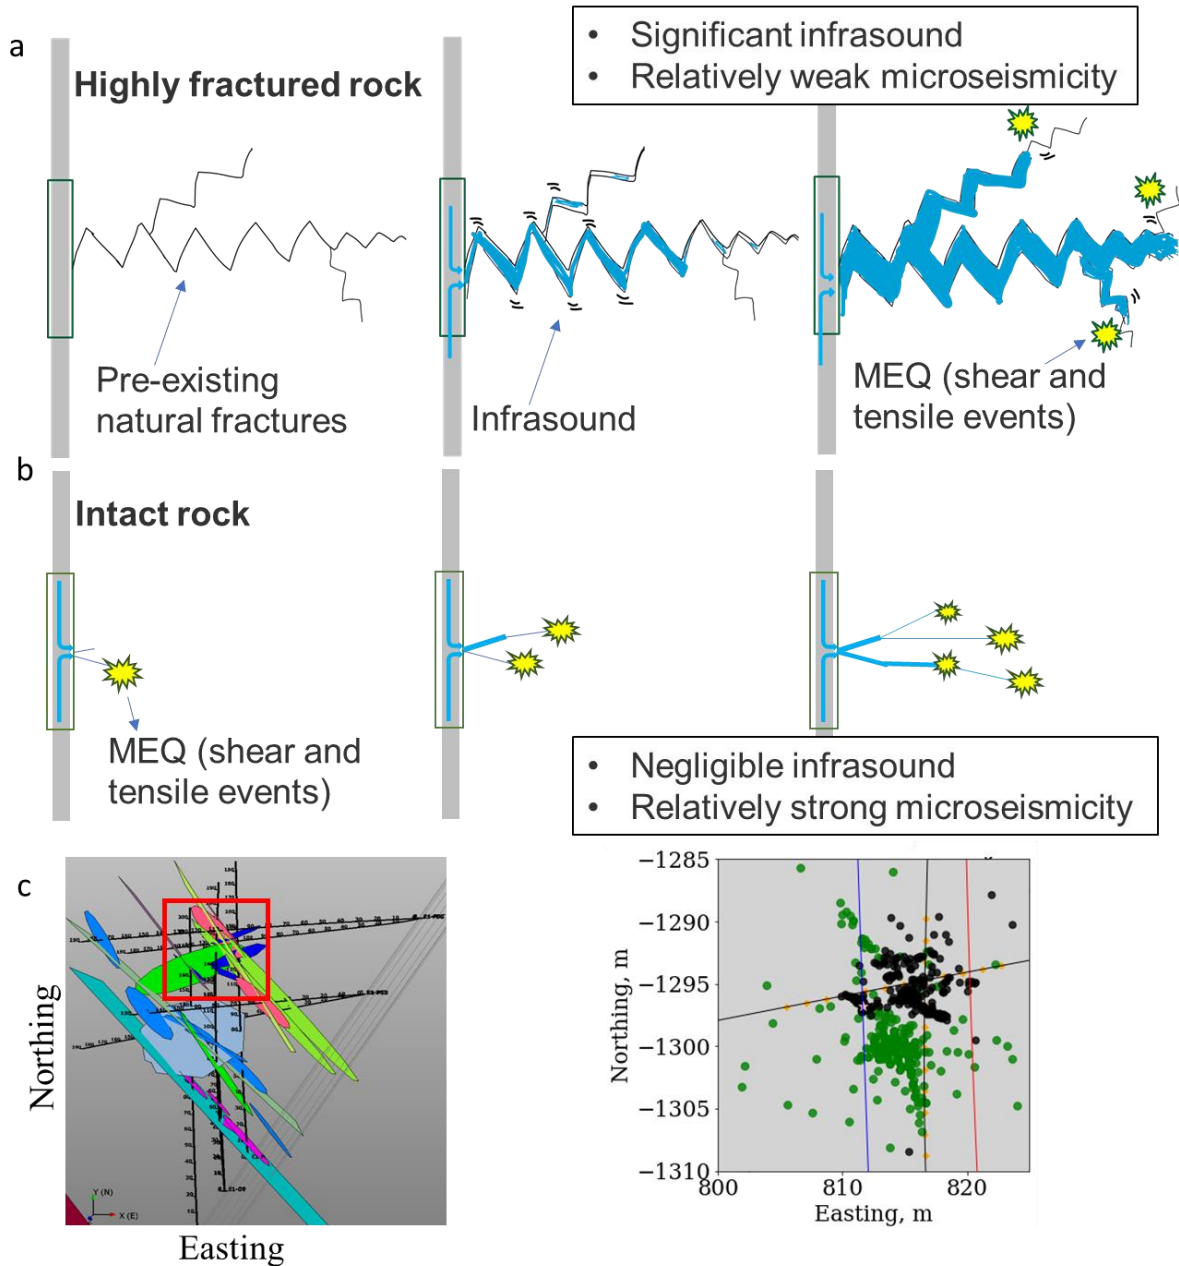 a
• Significant infrasound
• Relatively weak microseismicity
Highly fractured rock
Pre-existing
natural fractures
Infrasound
MEQ (shear and
tensile events)
b
Intact rock
MEQ (shear and
tensile events)
• Negligible infrasound
• Relatively strong microseismicity
c
Northing
Y (N)
X (E)
Easting
−1285
−1290
−1295
−1300
−1305
−1310
Northing, m
800
810
820
Easting, m